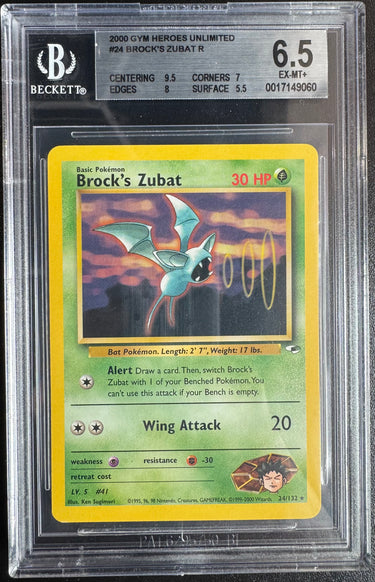 2000 GYM HEROES UNLIMITED
#24 BROCK'S ZUBAT R
B
BECKETT®
CENTERING 9.5 CORNERS 7
EDGES 8 SURFACE 5.5
6.5
EX-MT+
0017149060
Basic Pokémon
Brock's Zubat 30 HP
Bat Pokémon. Length: 2' 7", Weight: 17 lbs.
Alert Draw a card. Then, switch Brock's
Zubat with 1 of your Benched Pokémon. You
can't use this attack if your Bench is empty.
Wing Attack 20
weakness resistance -30
retreat cost
LV. 5 #41
Illus. Ken Sugimori
©1995, 96, 98 Nintendo, Creatures, GAMEFREAK. ©1999-2000 Wizards.
24/132 ★